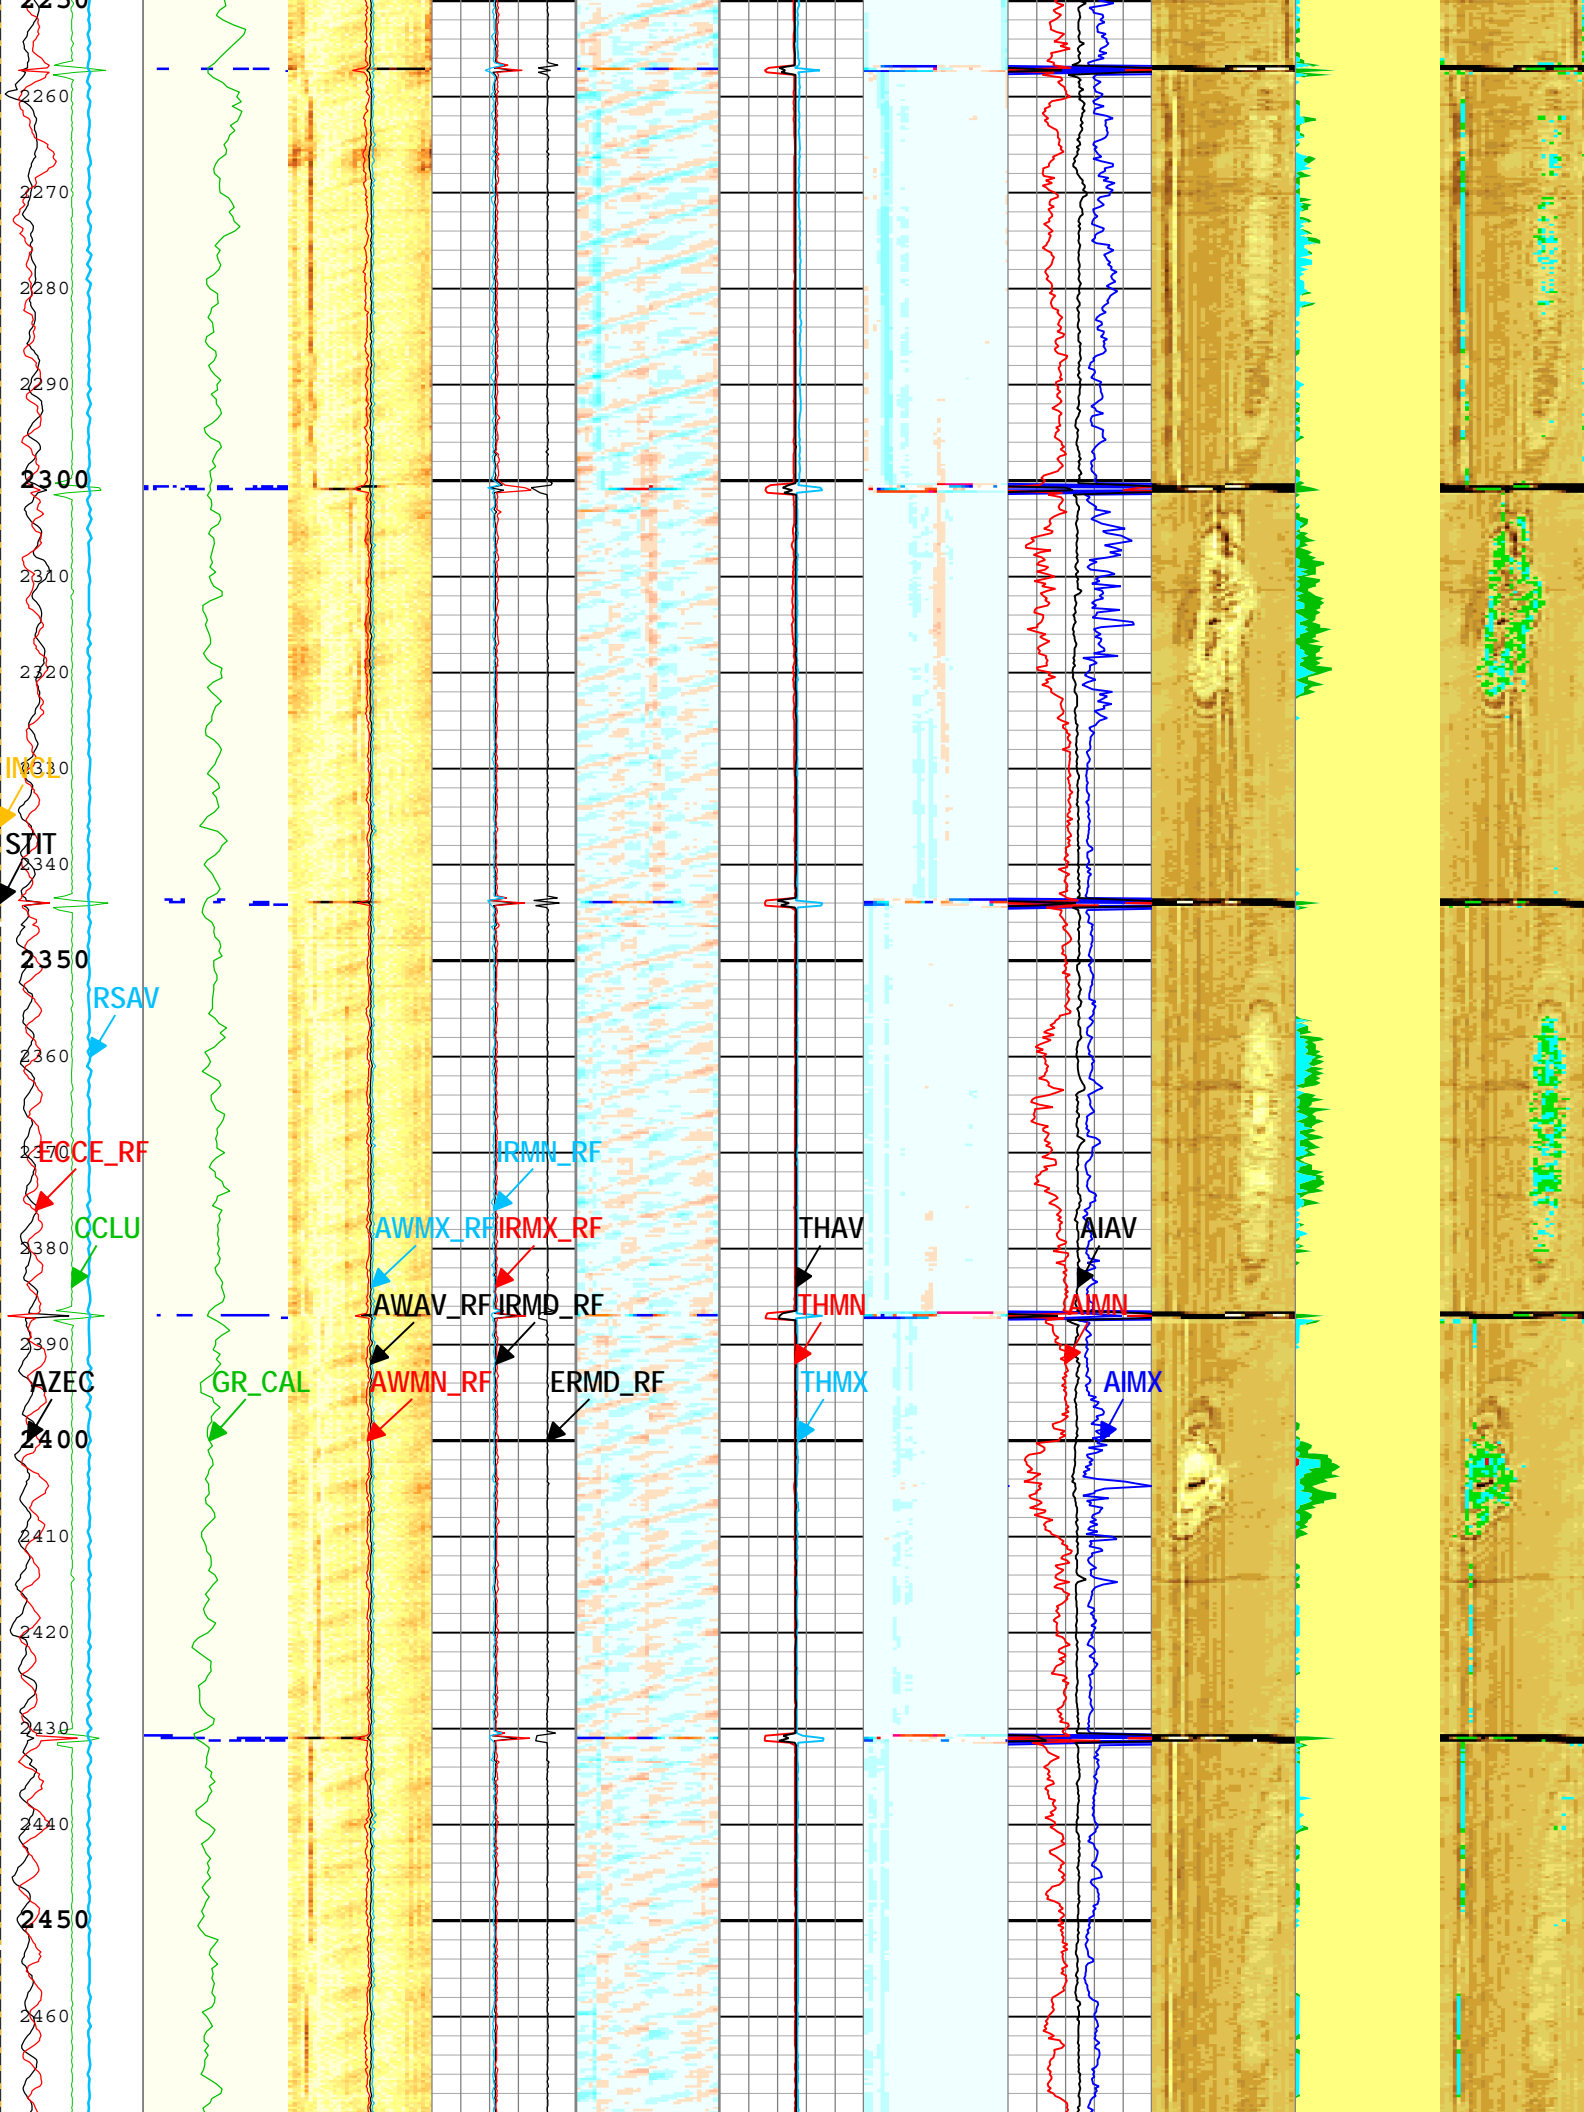 2250
2260
2270
2280
2290
2300
2310
2320
INCL 2330
STIT
2340
2350
RSAV
2360
ECCE_RF 2370 IRMN_RF
CCLU AWMX_RF IRMX_RF THAV AIAV
2380
AWAV_RF IRMD_RF THMN AIMN
2390
AZEC GR_CAL AWMN_RF ERMD_RF THMX AIMX
2400
2410
2420
2430
2440
2450
2460